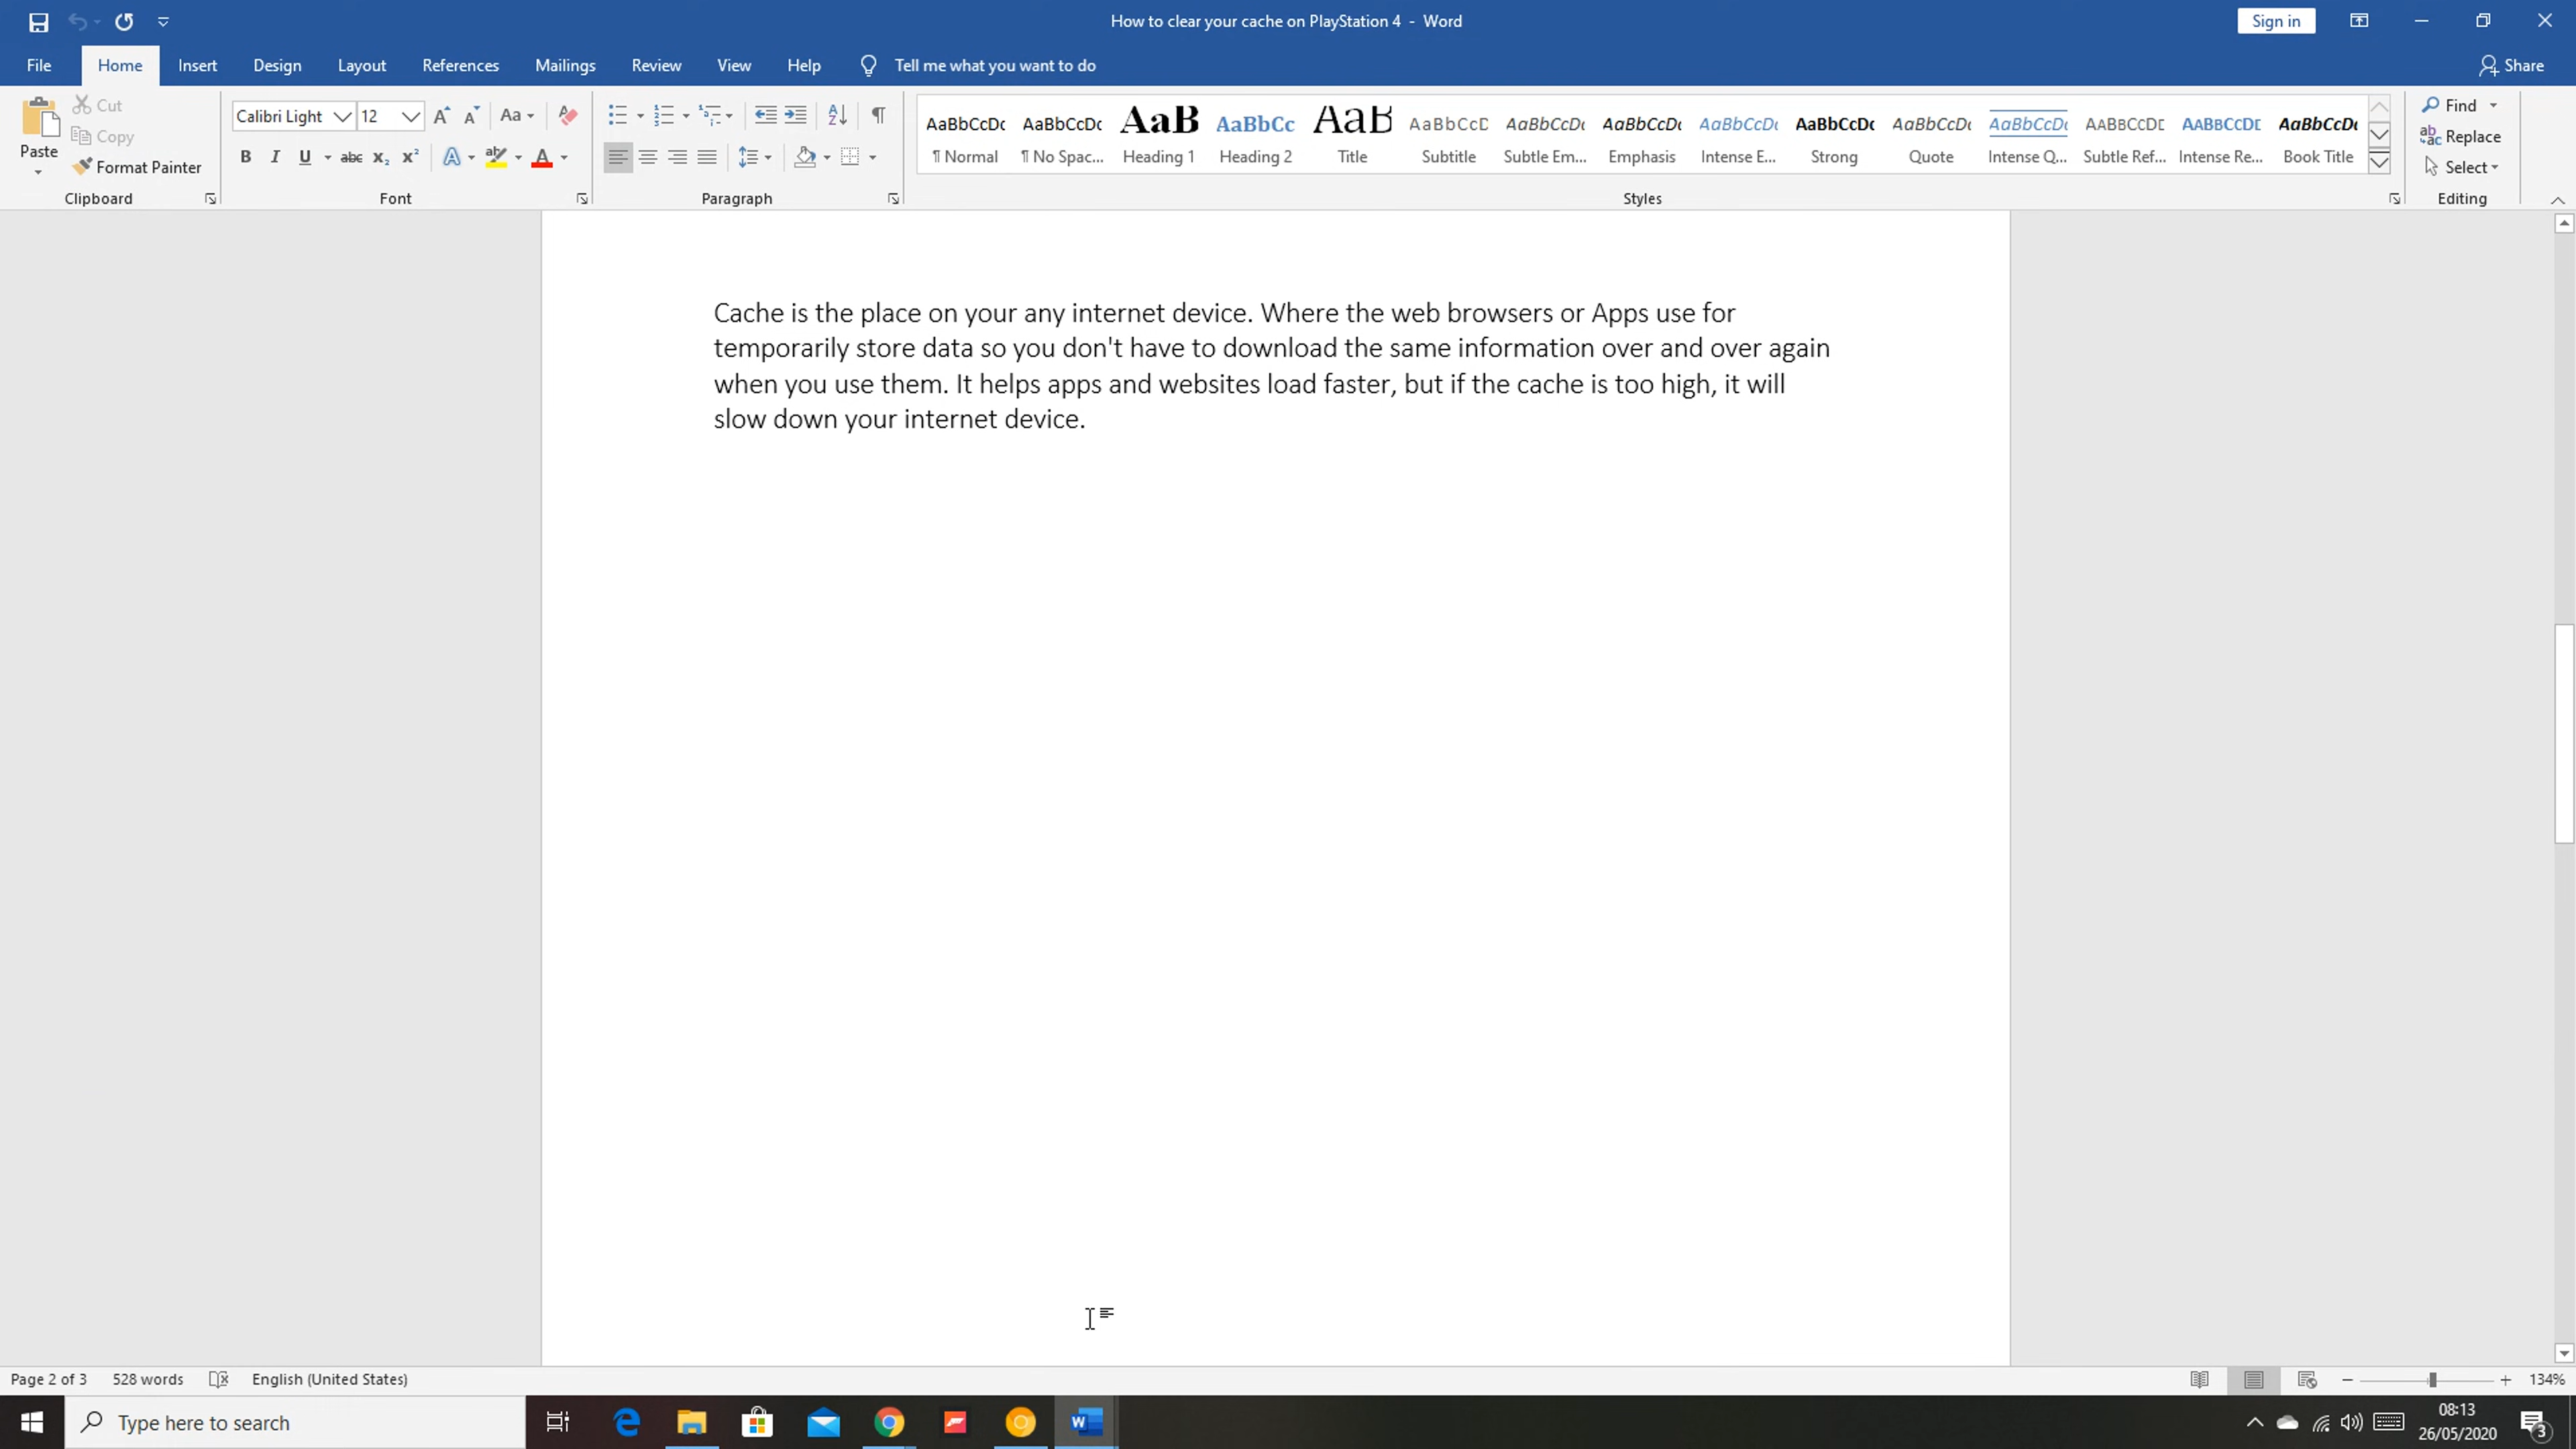 How to clear your cache on PlayStation 4 - Word
Sign in
File Home Insert Design Layout References Mailings Review View Help Tell me what you want to do Share
Paste
Cut
Copy
Format Painter
Clipboard
Calibri Light 12
Font
Paragraph
AaBbCcDc AaBbCcDc AaB AaBbCc AaB AaBbCcD AaBbCcDc AaBbCcDc AaBbCcDc AaBbCcDc AaBbCcDc AaBbCcDc AABBCCDE AABBCCDE AaBbCcDc
¶ Normal ¶ No Spac... Heading 1 Heading 2 Title Subtitle Subtle Em... Emphasis Intense E... Strong Quote Intense Q... Subtle Ref... Intense Re... Book Title
Styles
Find
Replace
Select
Editing
Cache is the place on your any internet device. Where the web browsers or Apps use for
temporarily store data so you don't have to download the same information over and over again
when you use them. It helps apps and websites load faster, but if the cache is too high, it will
slow down your internet device.
Page 2 of 3 528 words English (United States) 134%
Type here to search
08:13
26/05/2020
3